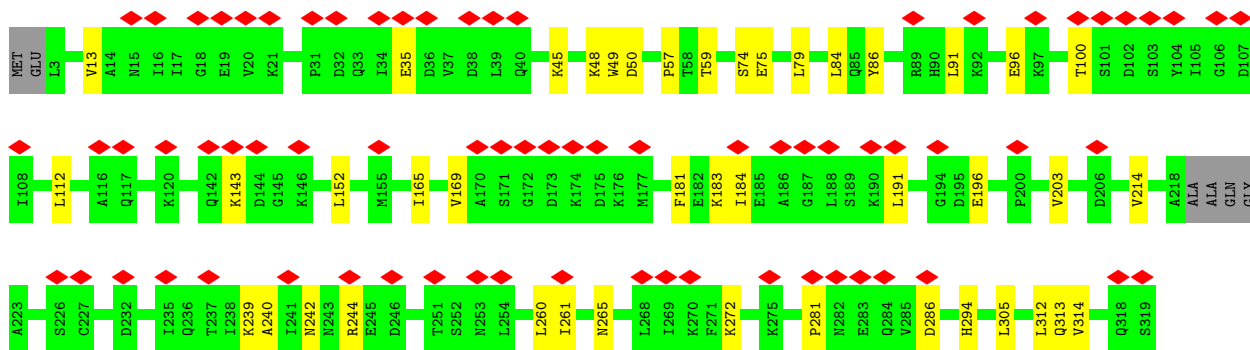 MET GLU L3 V13 A14 N15 I16 I17 G18 E19 V20 K21 P31 D32 Q33 I34 E35 D36 V37 D38 L39 Q40 K45 K48 W49 D50 P57 T58 T59 S74 E75 L79 L84 Q85 Y86 R89 H90 L91 K92 E96 K97 T100 S101 D102 S103 Y104 I105 G106 D107
I108 L112 A116 Q117 K120 Q142 K143 D144 G145 K146 L152 M155 I165 V169 A170 S171 G172 D173 K174 D175 K176 M177 F181 E182 K183 I184 E185 A186 G187 L188 S189 K190 L191 G194 D195 E196 P200 V203 D206 V214 A218 ALA ALA GLN GLY
A223 S226 C227 D232 I235 Q236 T237 I238 K239 A240 I241 N242 N243 R244 E245 D246 T251 S252 N253 L254 L260 I261 N265 L268 I269 K270 F271 K272 K275 P281 N282 E283 Q284 V285 D286 H294 L305 L312 Q313 V314 Q318 S319